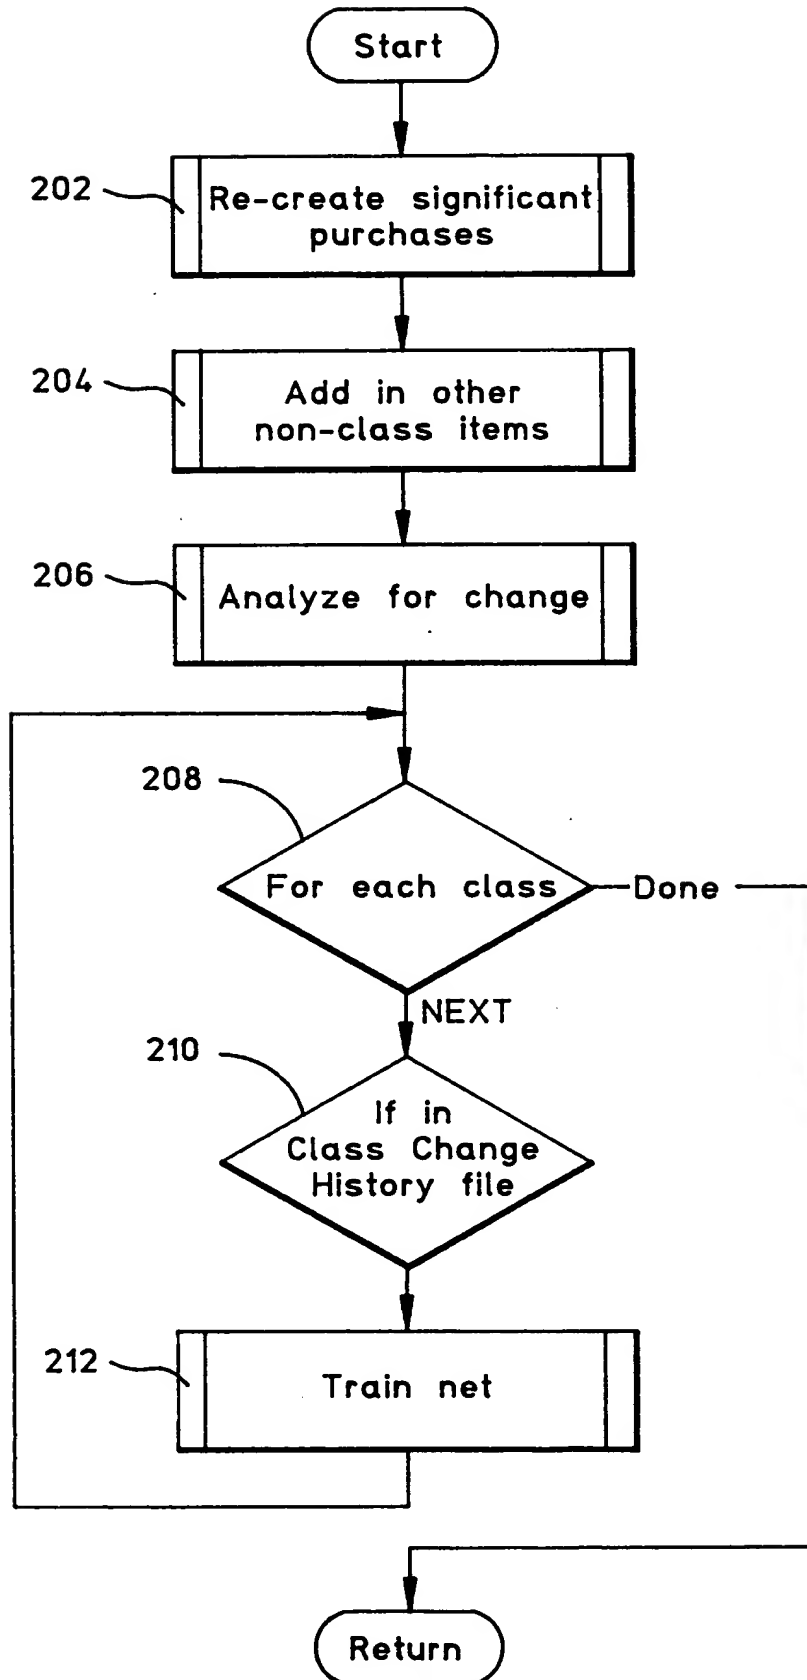 Start
202
Re-create significant
purchases
204
Add in other
non-class items
206
Analyze for change
208
For each class
Done
NEXT
210
If in
Class Change
History file
212
Train net
Return